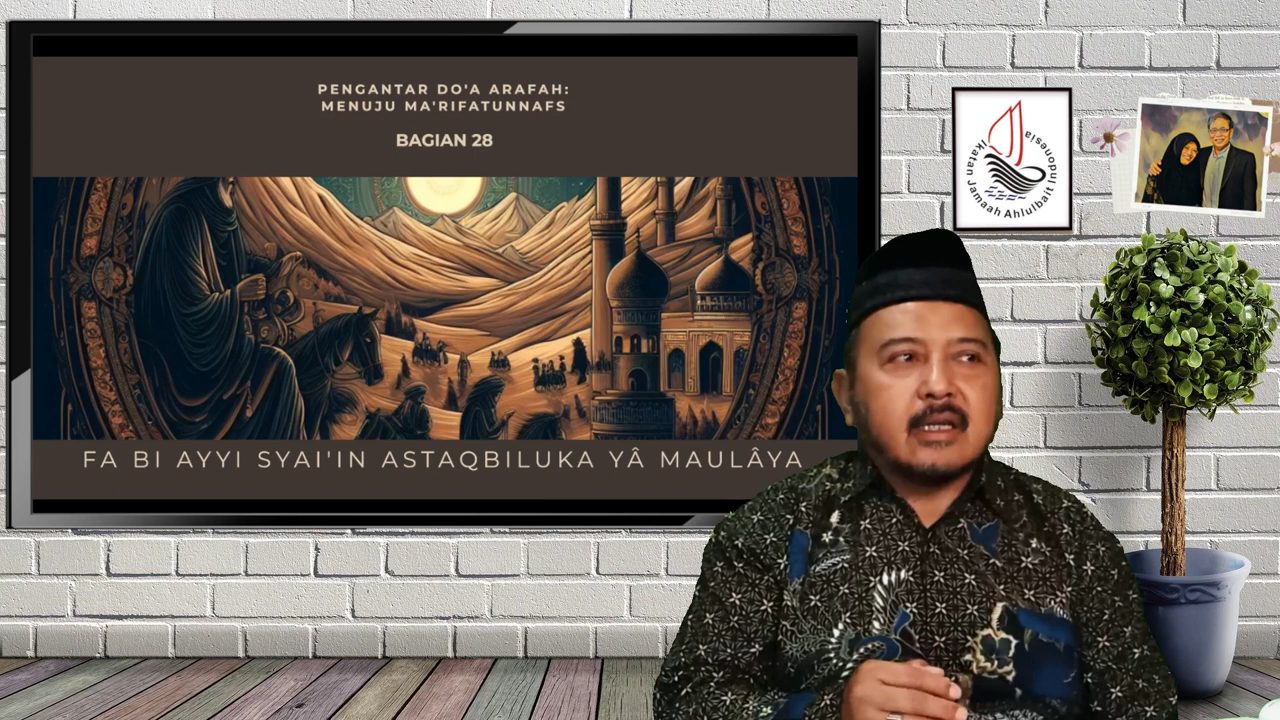 PENGANTAR DO'A ARAFAH:
MENUJU MA'RIFATUNNAFS
BAGIAN 28
FA BI AYYI SYAI'IN ASTAQBILUKA YÂ MAULÂYA
Ikatan Jamaah Ahlulbait Indonesia